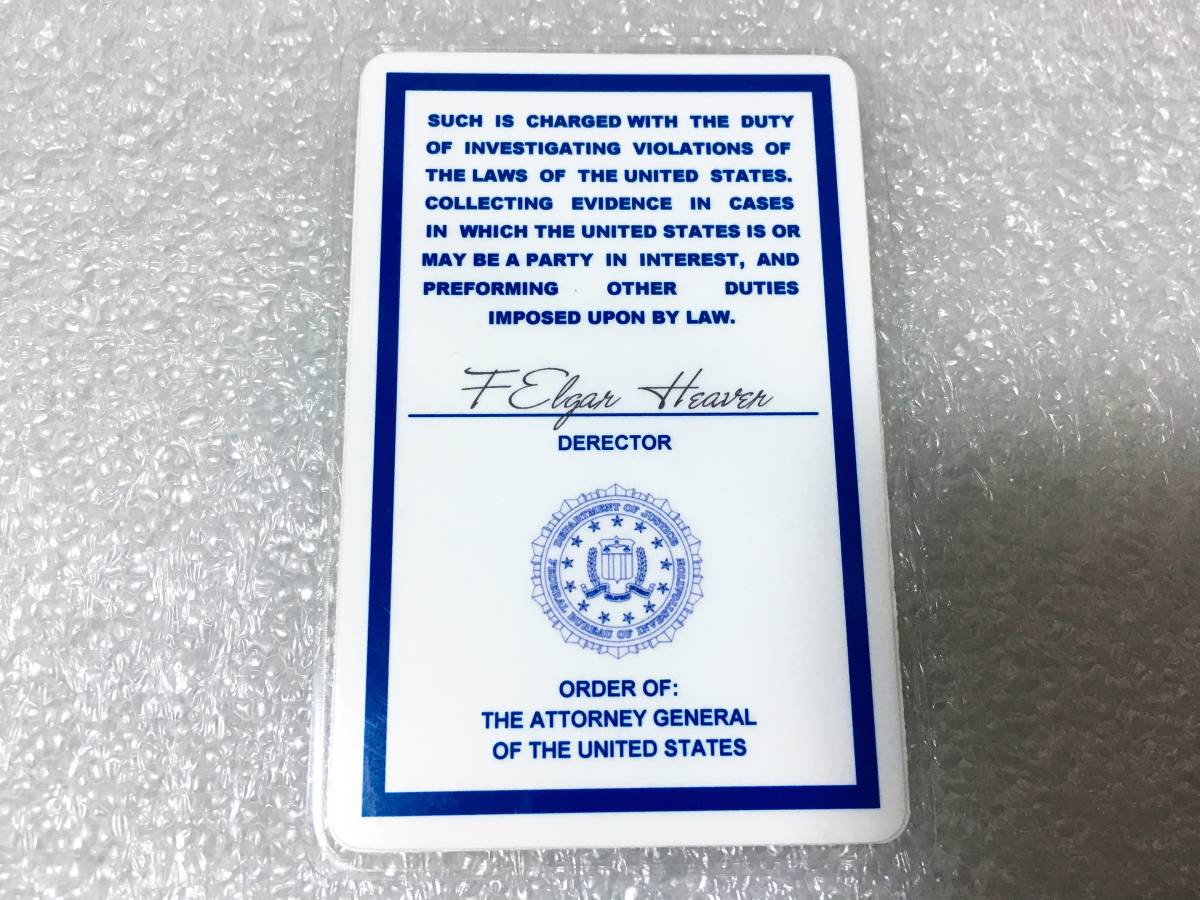 SUCH IS CHARGED WITH THE DUTY
OF INVESTIGATING VIOLATIONS OF
THE LAWS OF THE UNITED STATES.
COLLECTING EVIDENCE IN CASES
IN WHICH THE UNITED STATES IS OR
MAY BE A PARTY IN INTEREST, AND
PREFORMING OTHER DUTIES
IMPOSED UPON BY LAW.
F Elgar Heaver
DERECTOR
DEPARTMENT OF JUSTICE
FEDERAL BUREAU OF INVESTIGATION
ORDER OF:
THE ATTORNEY GENERAL
OF THE UNITED STATES